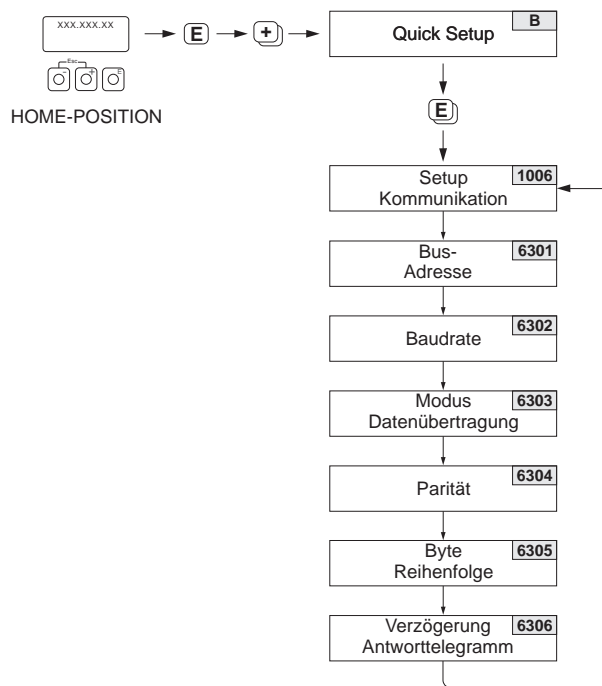 xxx.xxx.xx
E
+
Quick Setup
B
Esc
-
+
E
HOME-POSITION
E
Setup
Kommunikation
1006
Bus-
Adresse
6301
Baudrate
6302
Modus
Datenübertragung
6303
Parität
6304
Byte
Reihenfolge
6305
Verzögerung
Antworttelegramm
6306